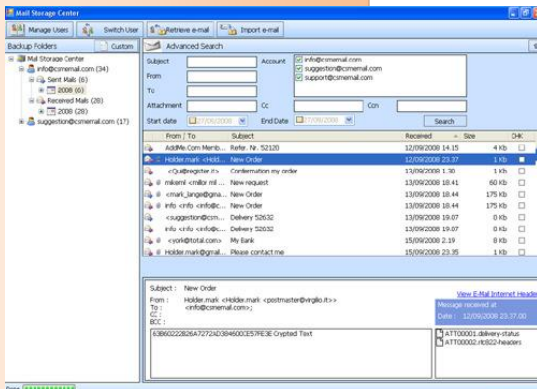 Mail Storage Center
Manage Users Switch User Retrieve e-mail Import e-mail
Backup Folders Custom Advanced Search
Mail Storage Center
info@csmemail.com (34)
Sent Mails (6)
2008 (6)
Received Mails (28)
2008 (28)
suggestion@csmemail.com (17)
Subject Account info@csmemail.com
From suggestion@csmemail.com
To support@csmemail.com
Attachment Cc Ccn
Start date 27/06/2008 End Date 27/06/2008 Search
From / To Subject Received Size CHK
AddMe.Com Memb... Refer. Nr. 52120 12/09/2008 14.15 4 Kb
Holder.mark <Hold... New Order 12/09/2008 23.37 1 Kb
<Qui@register.it> Confermation my order 13/09/2008 1.30 1 Kb
mikeml <millor mil ... New request 13/09/2008 18.41 60 Kb
<mark_lange@gma... New Order 13/09/2008 18.44 175 Kb
info <info <info@c... New Order 13/09/2008 18.44 175 Kb
<suggestion@csm... Delivery 52632 13/09/2008 19.07 0 Kb
info <info <info@c... Delivery 52632 13/09/2008 19.07 0 Kb
<york@total.com> My Bank 15/09/2008 2.19 8 Kb
Holder.Mark@gmail... Please contact me 15/09/2008 23.35 1 Kb
Subject : New Order
View E-Mail Internet Header
From : Holder.mark <Holder.mark <postmaster@virgilio.it>>
To : <info@csmemail.com>;
CC :
BCC :
Message received at
Date : 12/09/2008 23.37.00
Crypted Text
ATT00001.delivery-status
ATT00002.rfc822-headers